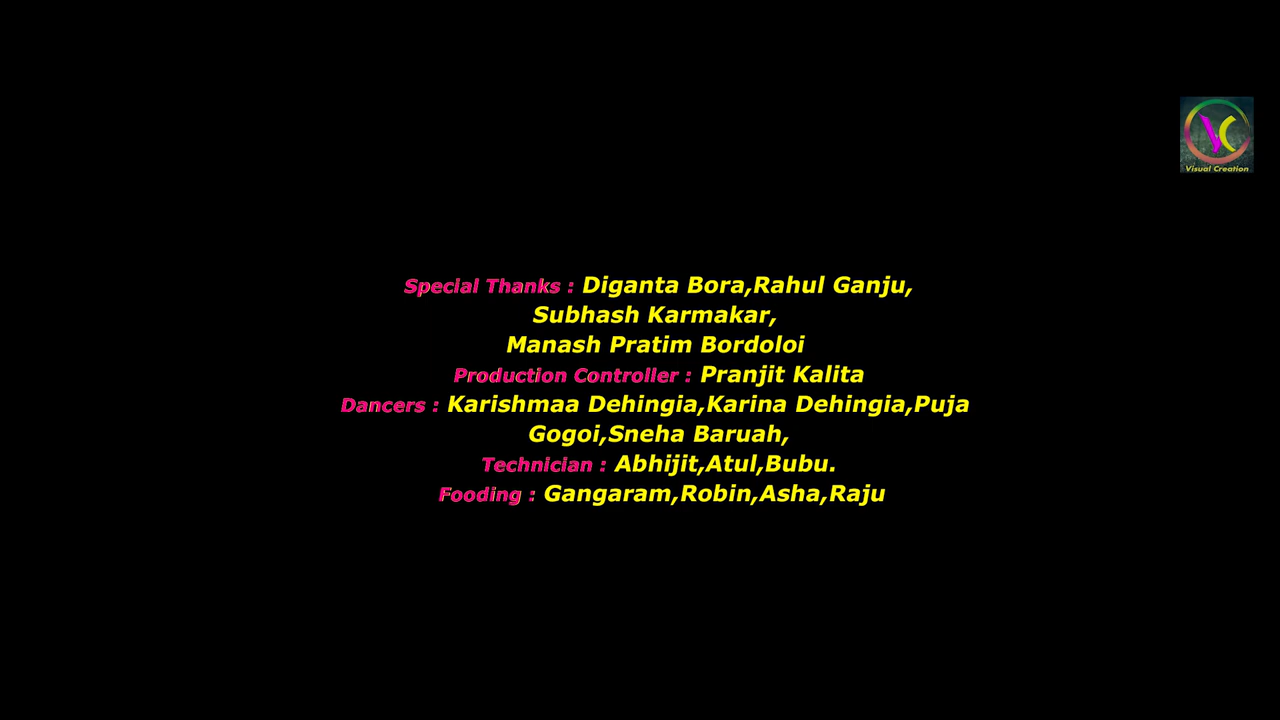 VC
Visual Creation
Special Thanks : Diganta Bora,Rahul Ganju,
Subhash Karmakar,
Manash Pratim Bordoloi
Production Controller : Pranjit Kalita
Dancers : Karishmaa Dehingia,Karina Dehingia,Puja
Gogoi,Sneha Baruah,
Technician : Abhijit,Atul,Bubu.
Fooding : Gangaram,Robin,Asha,Raju